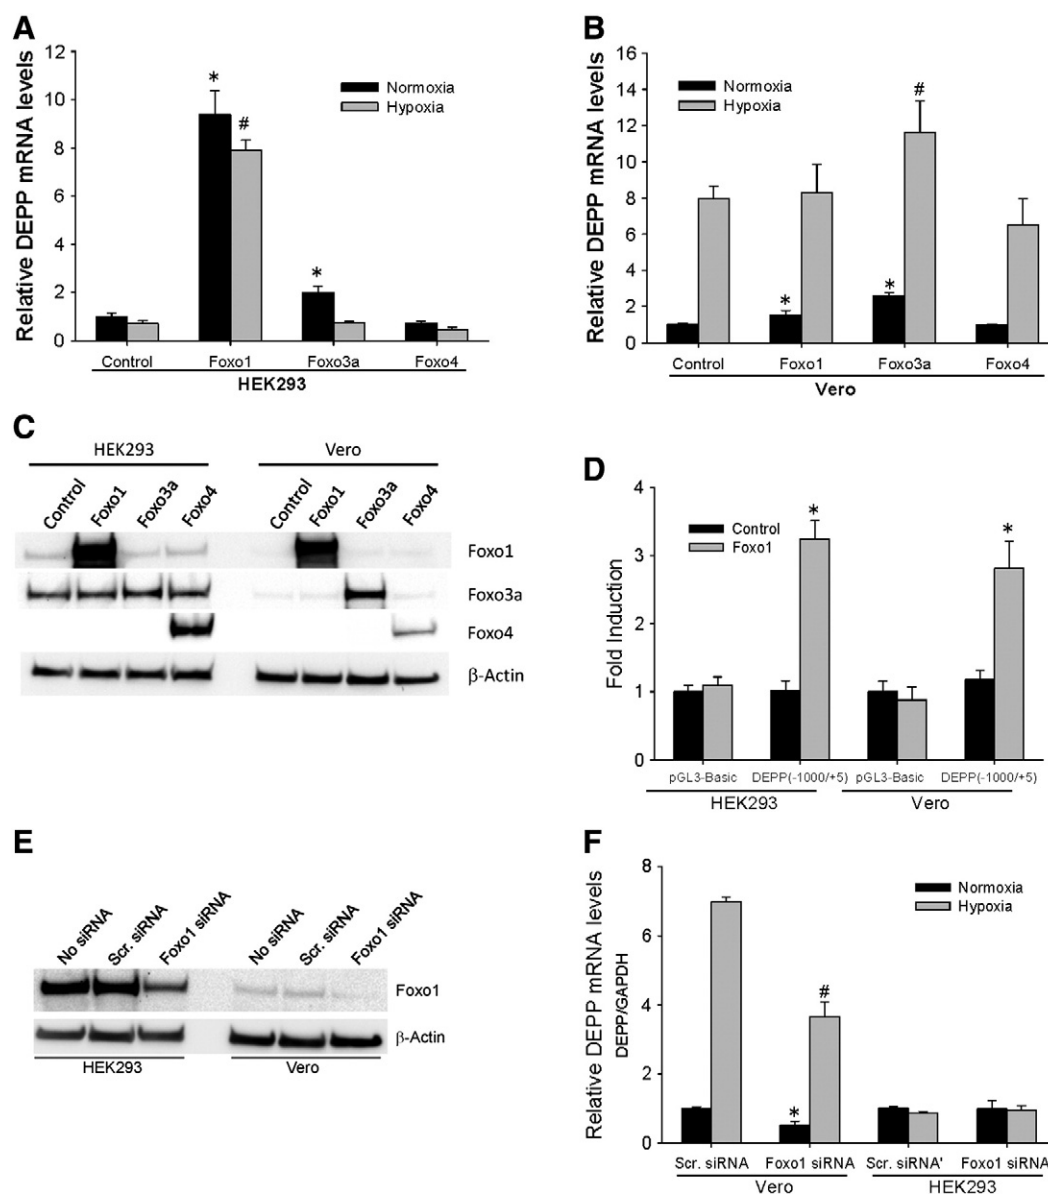 A
Relative DEPP mRNA levels
12
10
8
6
4
2
0
Normoxia
Hypoxia
*
#
*
Control Foxo1 Foxo3a Foxo4
HEK293
B
Relative DEPP mRNA levels
16
14
12
10
8
6
4
2
0
Normoxia
Hypoxia
#
*
*
Control Foxo1 Foxo3a Foxo4
Vero
C
HEK293 Vero
Control Foxo1 Foxo3a Foxo4 Control Foxo1 Foxo3a Foxo4
Foxo1
Foxo3a
Foxo4
β-Actin
D
Fold Induction
4
3
2
1
0
Control
Foxo1
*
*
pGL3-Basic DEPP(-1000/+5) pGL3-Basic DEPP(-1000/+5)
HEK293 Vero
E
No siRNA Scr. siRNA Foxo1 siRNA No siRNA Scr. siRNA Foxo1 siRNA
Foxo1
β-Actin
HEK293 Vero
F
Relative DEPP mRNA levels
DEPP/GAPDH
8
6
4
2
0
Normoxia
Hypoxia
#
*
Scr. siRNA Foxo1 siRNA Scr. siRNA' Foxo1 siRNA
Vero HEK293